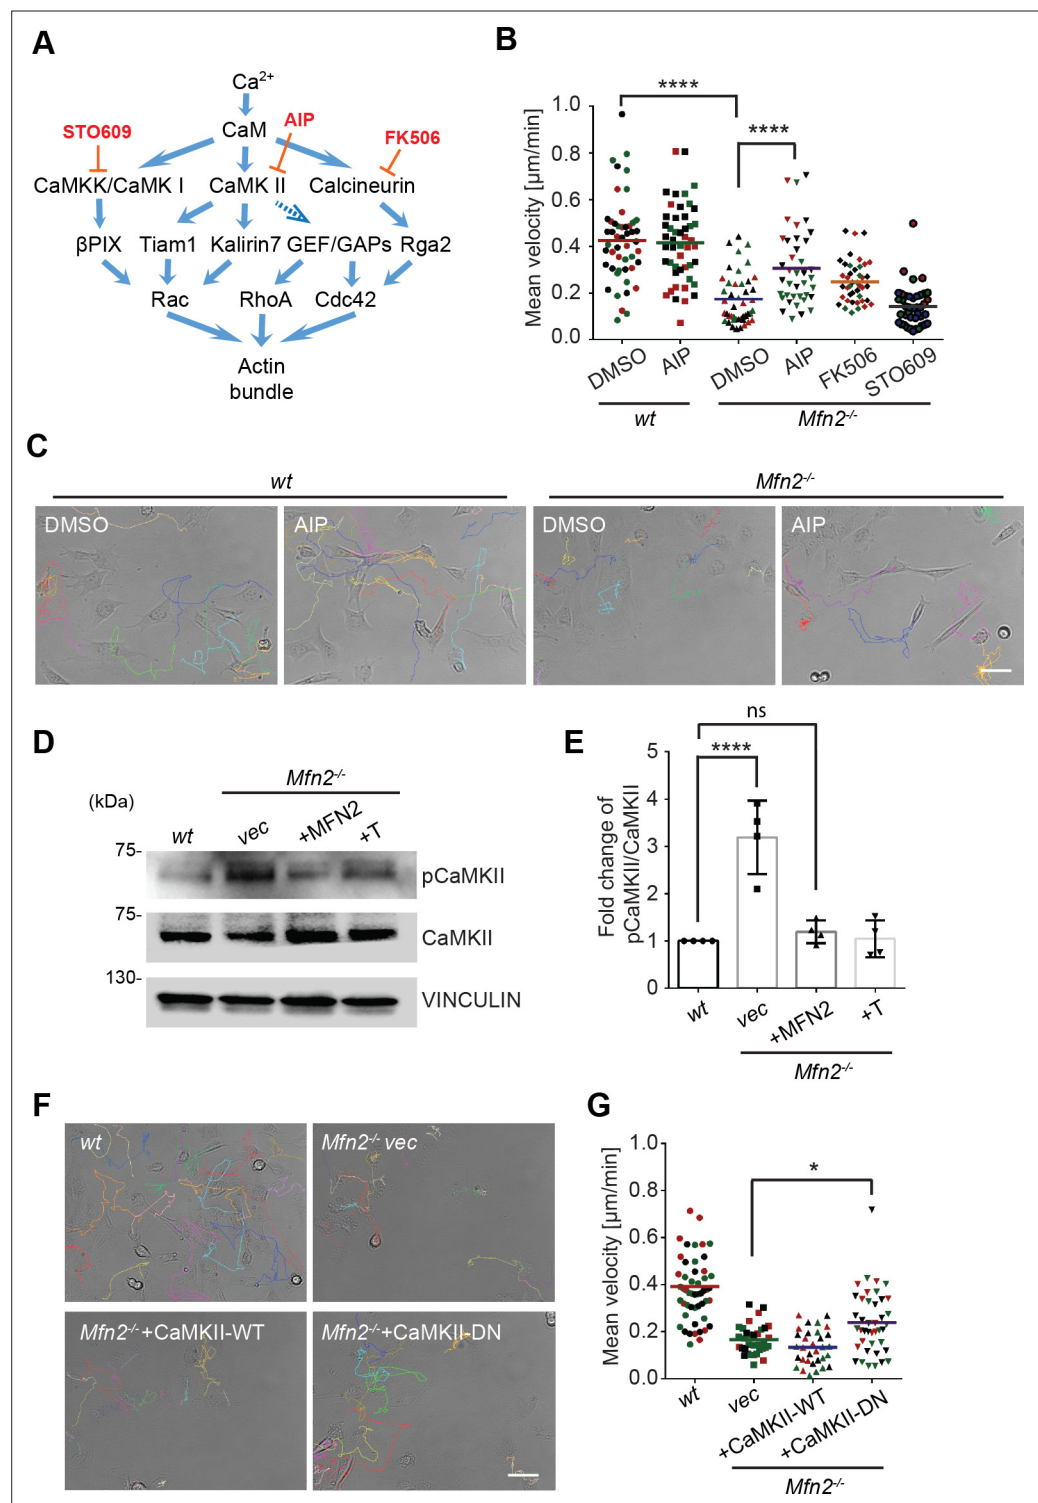 A
Ca2+
STO609
AIP
CaM
FK506
CaMKK/CaMK I
CaMK II
Calcineurin
βPIX
Tiam1
Kalirin7
GEF/GAPs
Rga2
Rac
RhoA
Cdc42
Actin
bundle
B
Mean velocity [µm/min]
1.0
0.8
0.6
0.4
0.2
0.0
****
****
DMSO
AIP
DMSO
AIP
FK506
STO609
wt
Mfn2-/-
C
wt
Mfn2-/-
DMSO
AIP
DMSO
AIP
D
Mfn2-/-
(kDa)
wt
vec
+MFN2
+T
75-
pCaMKII
75-
CaMKII
130-
VINCULIN
E
ns
****
Fold change of
pCaMKII/CaMKII
5
4
3
2
1
0
wt
vec
+MFN2
+T
Mfn2-/-
F
wt
Mfn2-/- vec
Mfn2-/-+CaMKII-WT
Mfn2-/-+CaMKII-DN
G
Mean velocity [µm/min]
1.0
0.8
0.6
0.4
0.2
0.0
*
wt
vec
+CaMKII-WT
+CaMKII-DN
Mfn2-/-